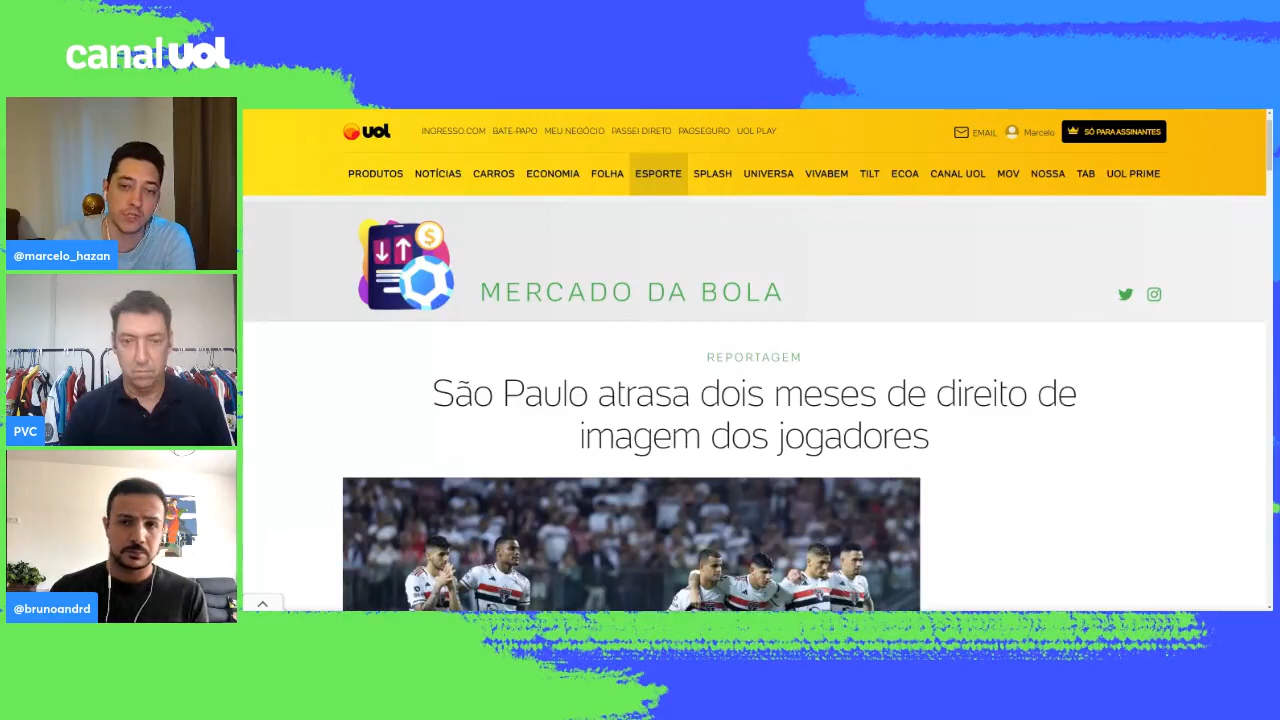 canal uol
@marcelo_hazan
PVC
@brunoandrd
uol
INGRESSO.COM BATE-PAPO MEU NEGÓCIO PASSEI DIRETO PAGSEGURO UOL PLAY
EMAIL Marcelo SÓ PARA ASSINANTES
PRODUTOS NOTÍCIAS CARROS ECONOMIA FOLHA ESPORTE SPLASH UNIVERSA VIVABEM TILT ECOA CANAL UOL MOV NOSSA TAB UOL PRIME
$
MERCADO DA BOLA
REPORTAGEM
São Paulo atrasa dois meses de direito de
imagem dos jogadores